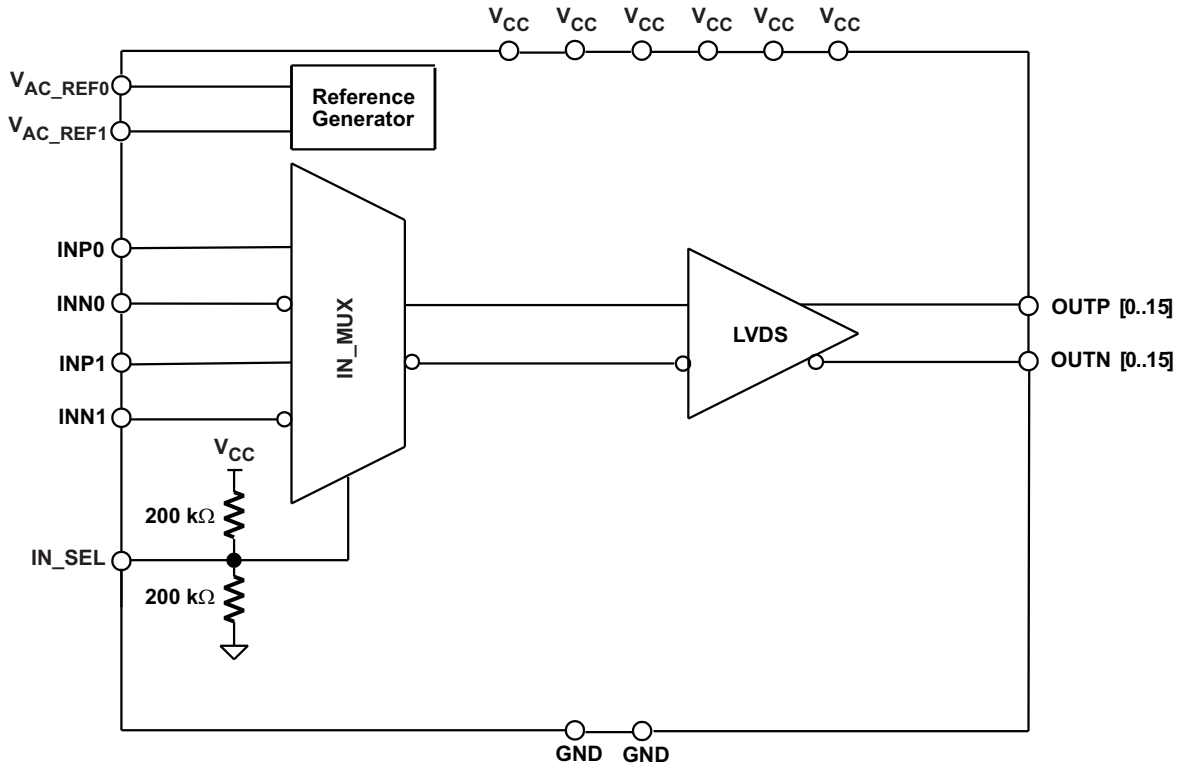 VCC VCC VCC VCC VCC VCC
VAC_REF0
VAC_REF1
Reference
Generator
INP0
INN0
INP1
INN1
IN_MUX
LVDS
OUTP [0..15]
OUTN [0..15]
VCC
200 kΩ
IN_SEL
200 kΩ
GND GND